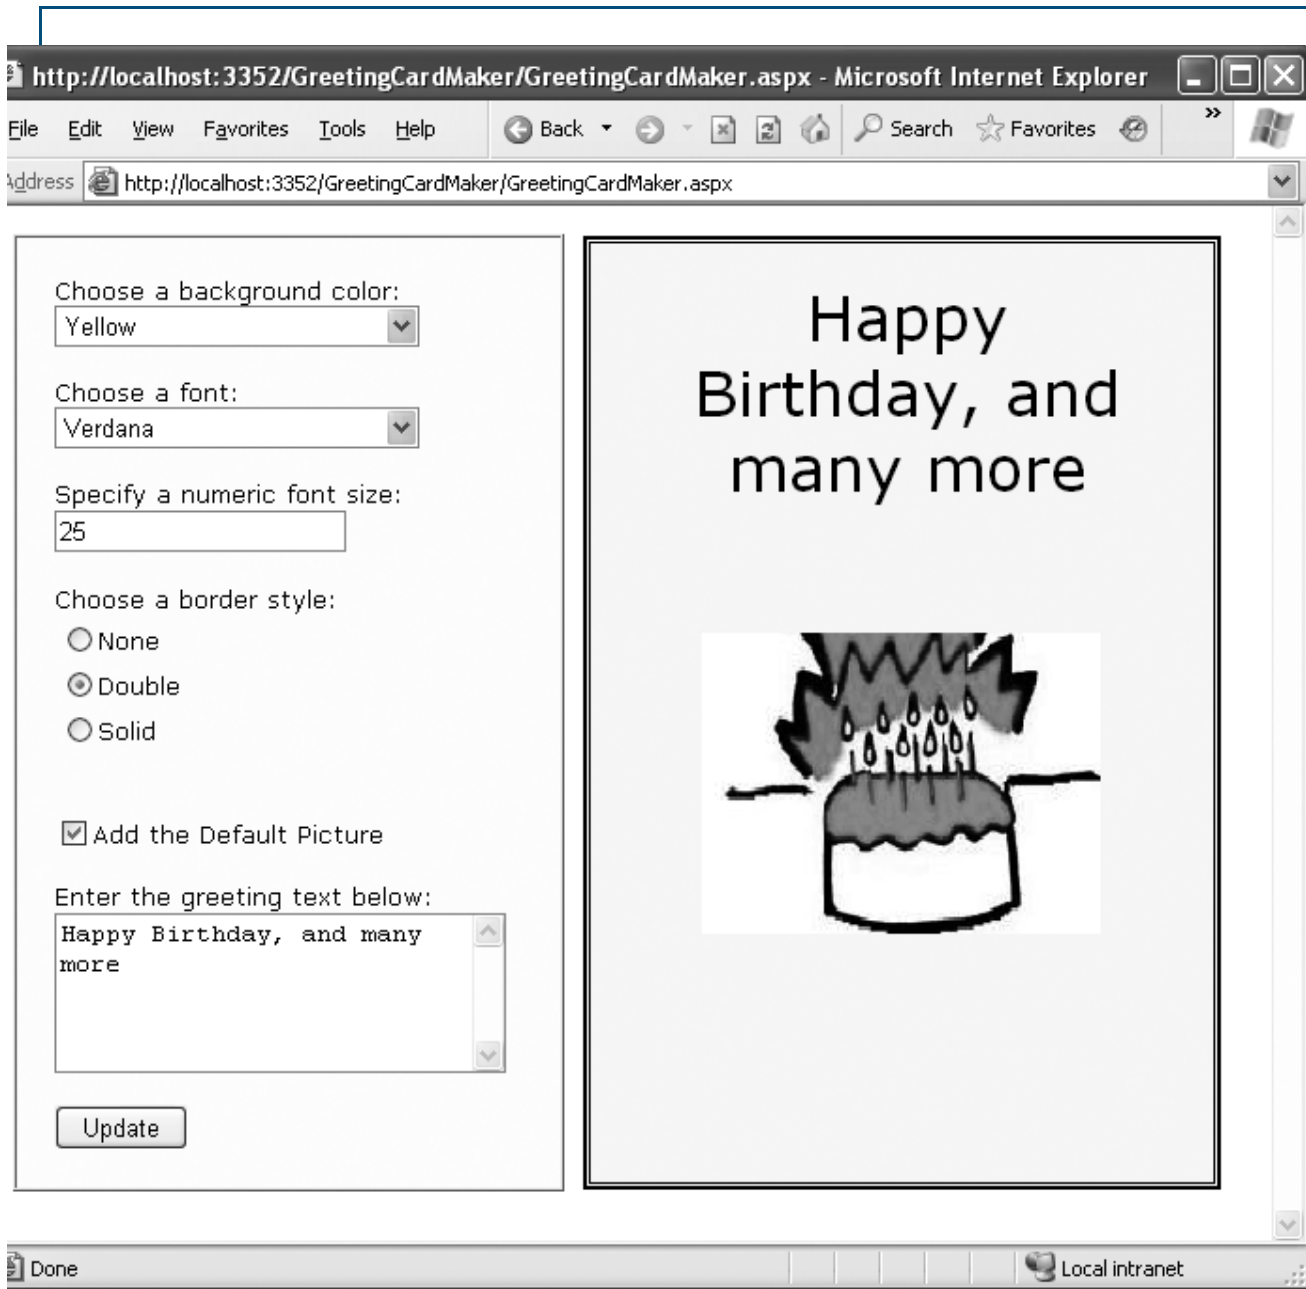 http://localhost:3352/GreetingCardMaker/GreetingCardMaker.aspx - Microsoft Internet Explorer
File Edit View Favorites Tools Help Back Search Favorites »
Address http://localhost:3352/GreetingCardMaker/GreetingCardMaker.aspx
Choose a background color:
Yellow
Choose a font:
Verdana
Specify a numeric font size:
25
Choose a border style:
None
Double
Solid
Add the Default Picture
Enter the greeting text below:
Happy Birthday, and many
more
Update
Happy
Birthday, and
many more
Done Local intranet